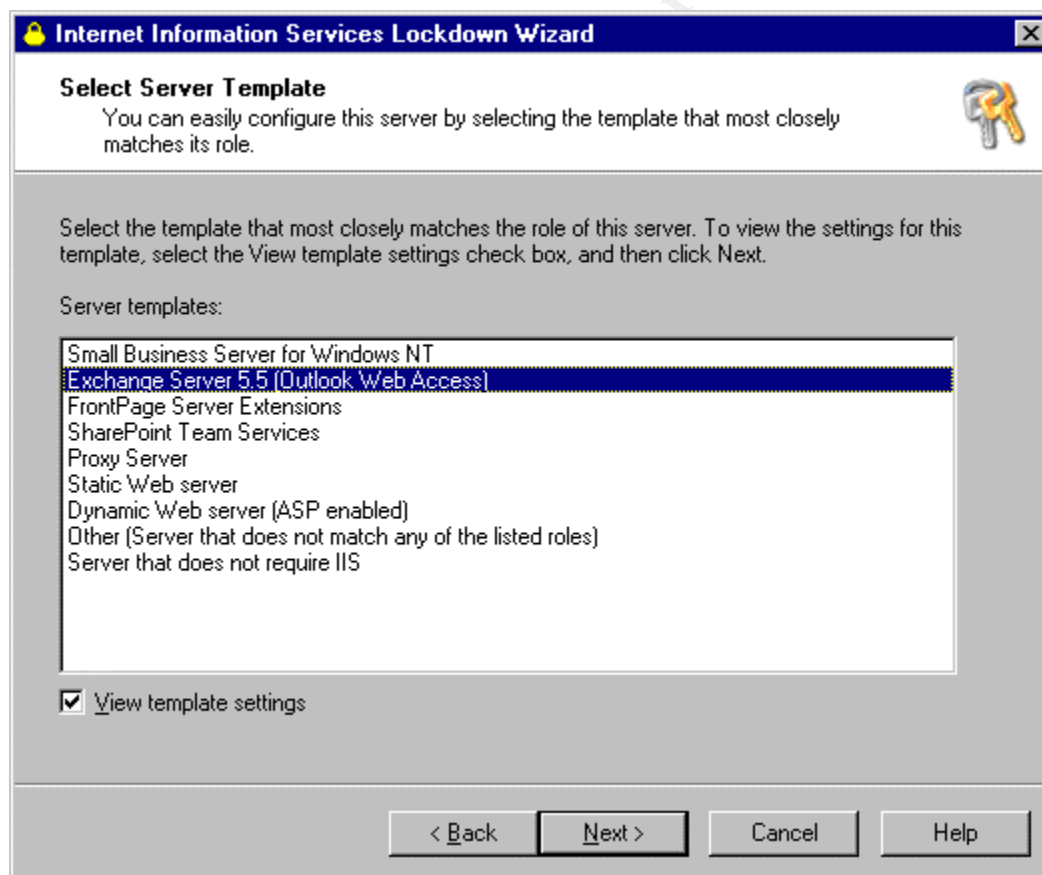 Internet Information Services Lockdown Wizard
Select Server Template
You can easily configure this server by selecting the template that most closely
matches its role.
Select the template that most closely matches the role of this server. To view the settings for this
template, select the View template settings check box, and then click Next.
Server templates:
Small Business Server for Windows NT
Exchange Server 5.5 (Outlook Web Access)
FrontPage Server Extensions
SharePoint Team Services
Proxy Server
Static Web server
Dynamic Web server (ASP enabled)
Other (Server that does not match any of the listed roles)
Server that does not require IIS
View template settings
< Back Next > Cancel Help